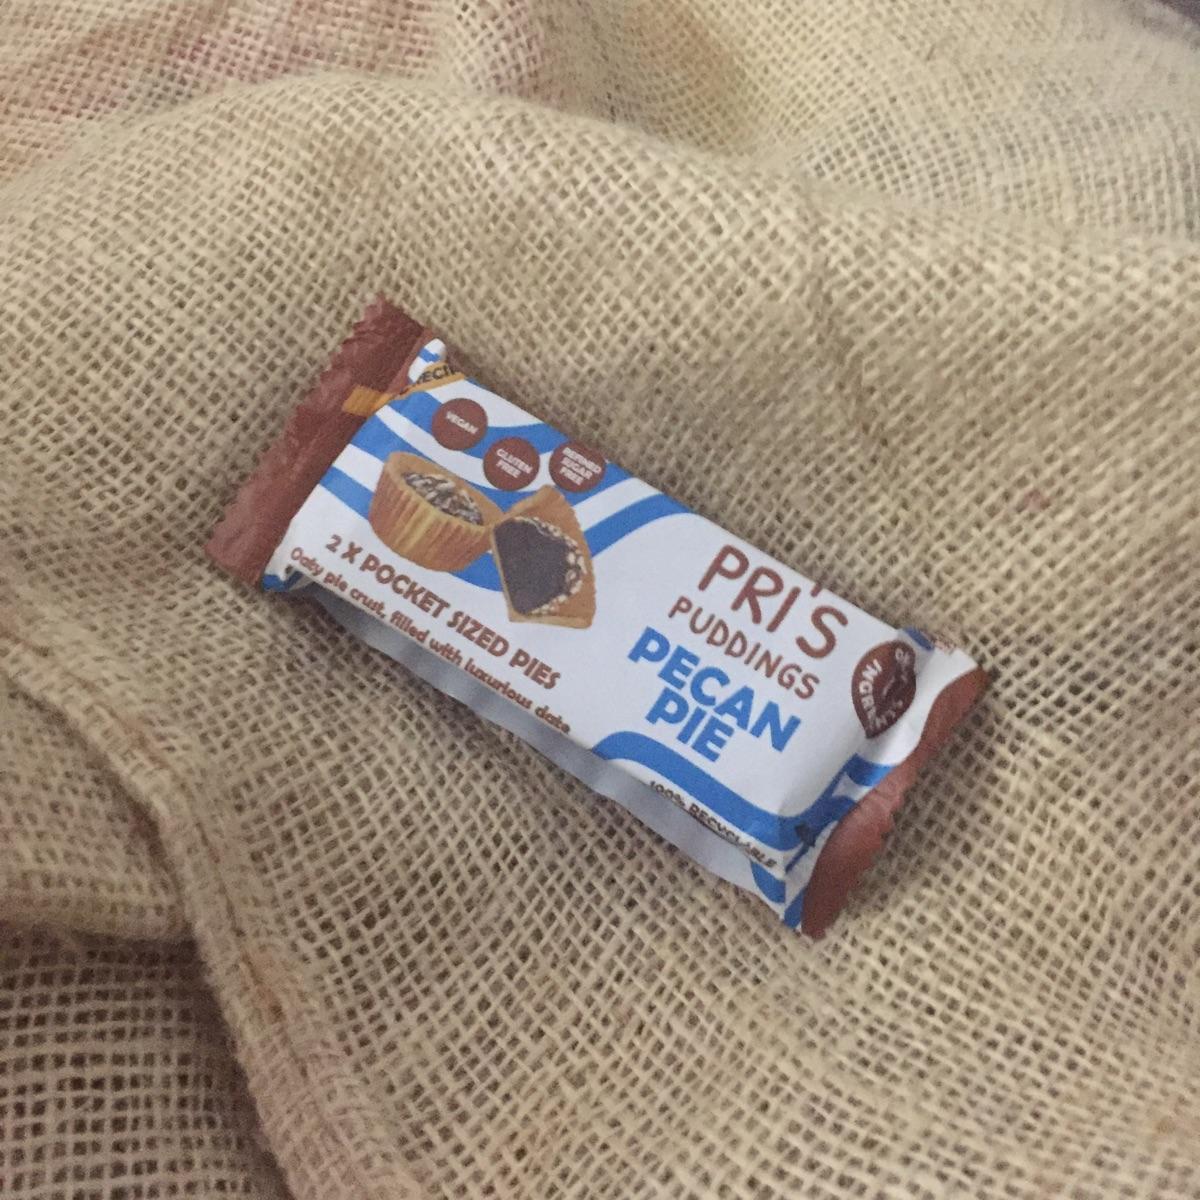 VEGAN
GLUTEN
FREE
REFINED
SUGAR
FREE
2 X POCKET SIZED PIES
Oaty pie crust, filled with luxurious date
PRI'S
PUDDINGS
PECAN
PIE
100% RECYCLABLE